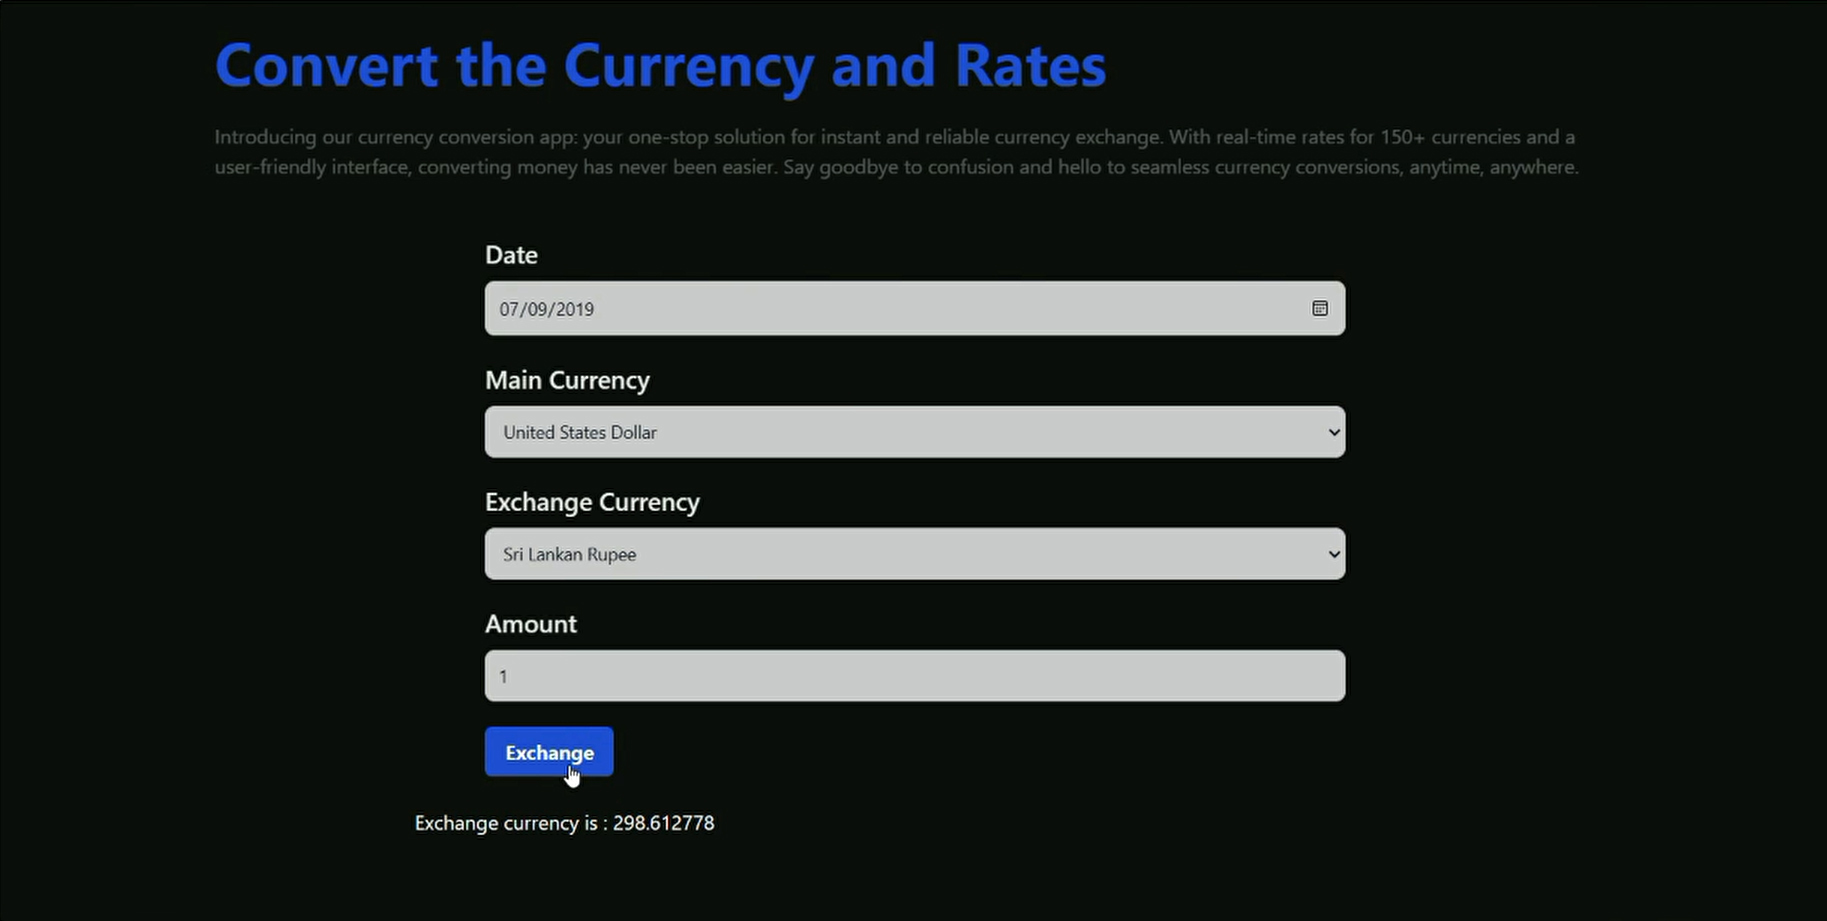 Convert the Currency and Rates
Introducing our currency conversion app: your one-stop solution for instant and reliable currency exchange. With real-time rates for 150+ currencies and a
user-friendly interface, converting money has never been easier. Say goodbye to confusion and hello to seamless currency conversions, anytime, anywhere.
Date
07/09/2019
Main Currency
United States Dollar
Exchange Currency
Sri Lankan Rupee
Amount
1
Exchange
Exchange currency is : 298.612778